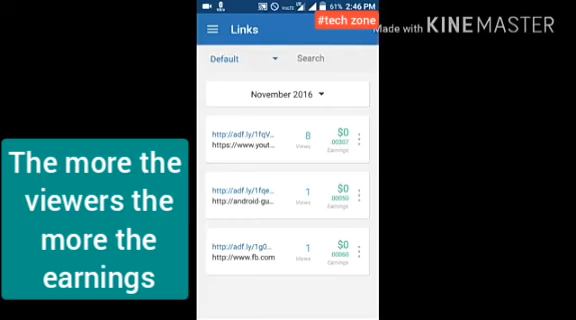 61% 2:46 PM
#tech zone
Links
Made with KINEMASTER
Default
Search
November 2016
http://adf.ly/1fqV...
https://www.yout...
8
Views
$0
.00307
Earnings
http://adf.ly/1fqe...
http://android-gu...
1
Views
$0
.00050
Earnings
http://adf.ly/1g0...
http://www.fb.com
1
Views
$0
Earnings
The more the
viewers the
more the
earnings